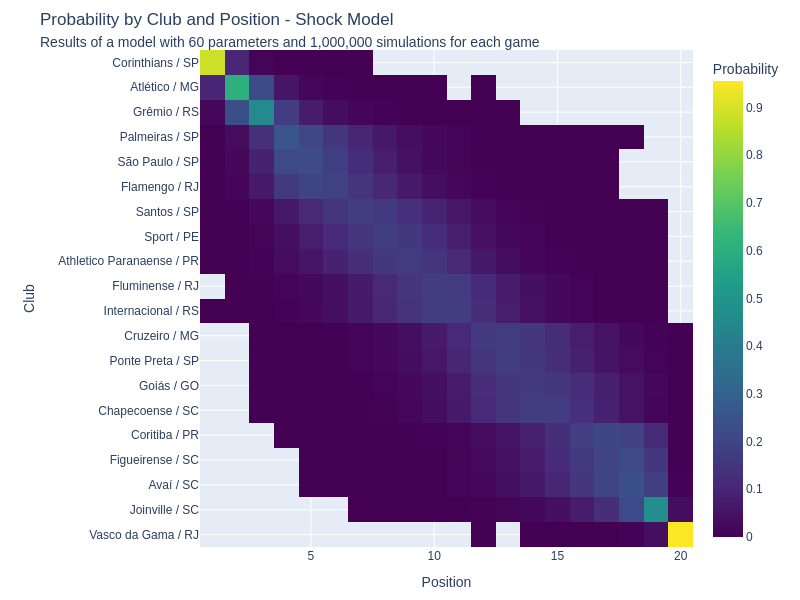 Probability by Club and Position - Shock Model
Results of a model with 60 parameters and 1,000,000 simulations for each game
Probability
Club
Corinthians / SP
Atlético / MG
Grêmio / RS
Palmeiras / SP
São Paulo / SP
Flamengo / RJ
Santos / SP
Sport / PE
Athletico Paranaense / PR
Fluminense / RJ
Internacional / RS
Cruzeiro / MG
Ponte Preta / SP
Goiás / GO
Chapecoense / SC
Coritiba / PR
Figueirense / SC
Avaí / SC
Joinville / SC
Vasco da Gama / RJ
5 10 15 20
Position
0.9
0.8
0.7
0.6
0.5
0.4
0.3
0.2
0.1
0